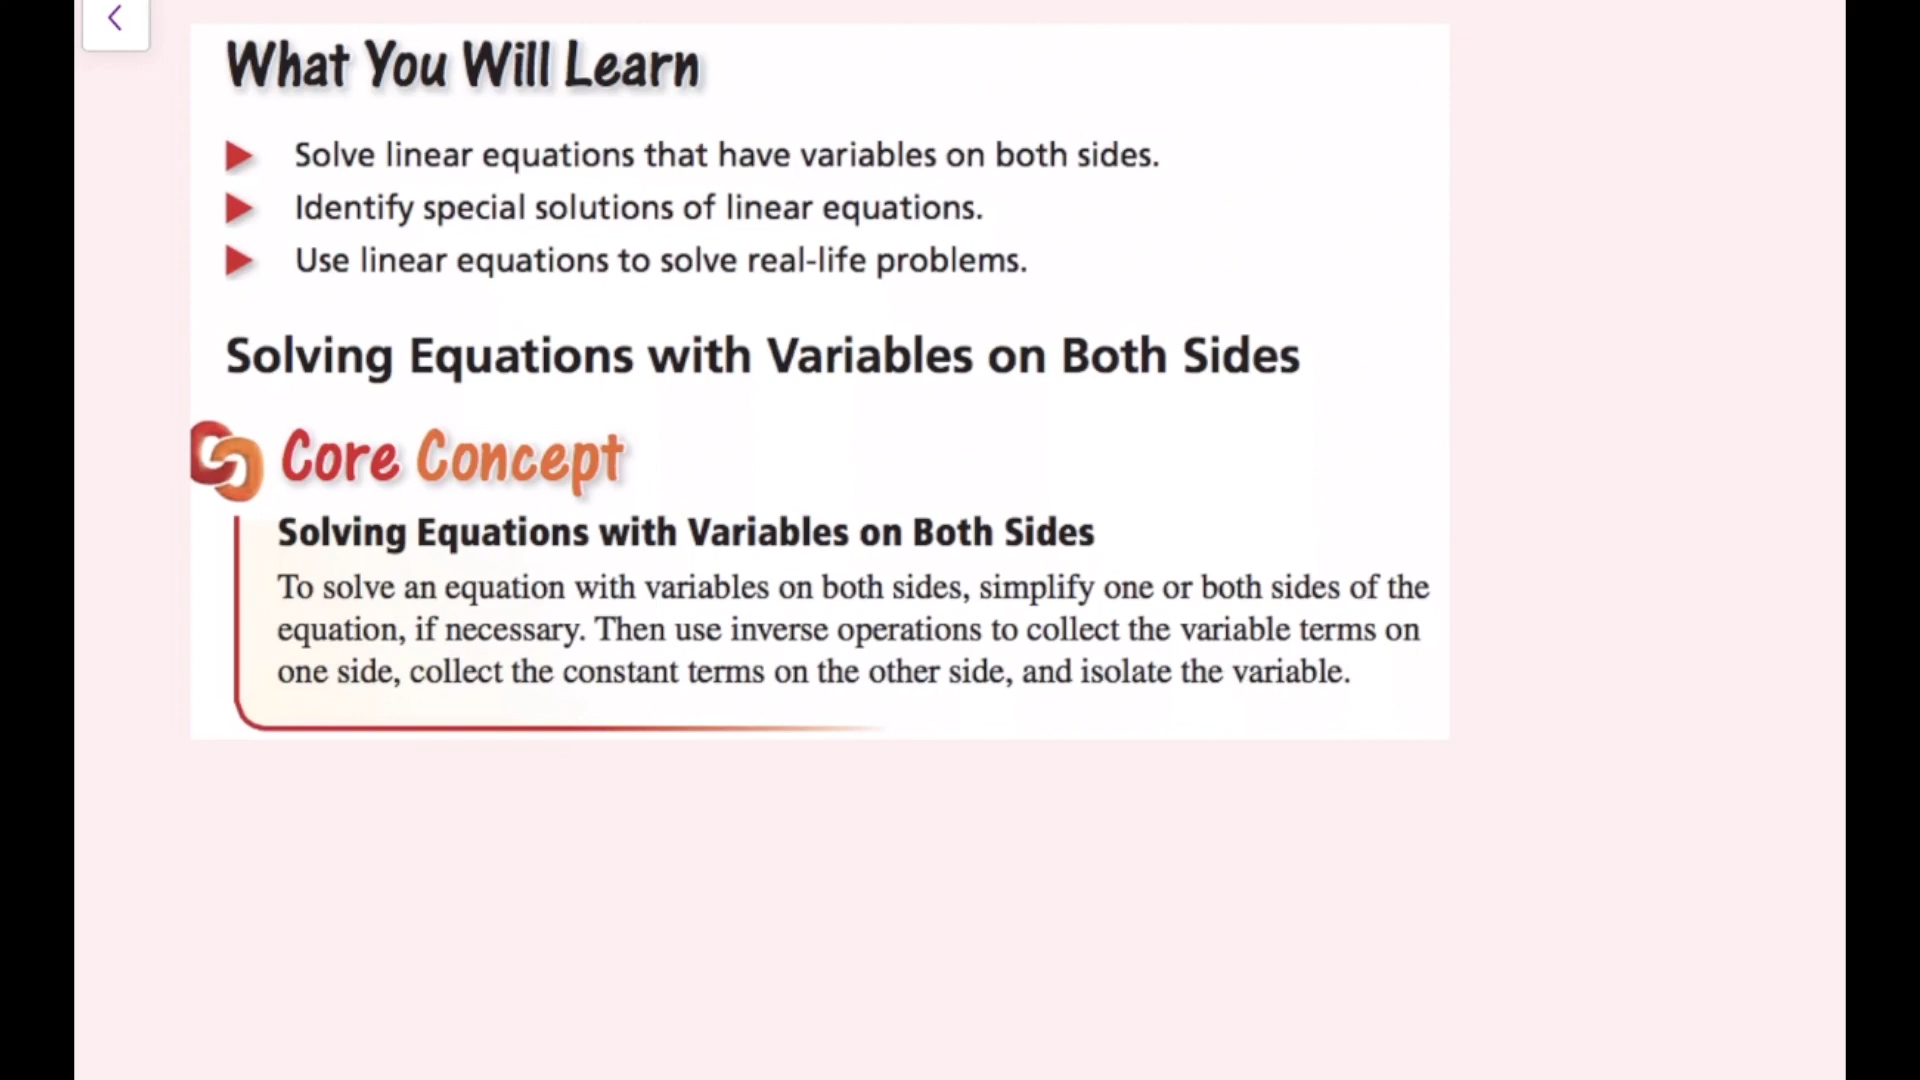 What You Will Learn
Solve linear equations that have variables on both sides.
Identify special solutions of linear equations.
Use linear equations to solve real-life problems.
Solving Equations with Variables on Both Sides
Core Concept
Solving Equations with Variables on Both Sides
To solve an equation with variables on both sides, simplify one or both sides of the
equation, if necessary. Then use inverse operations to collect the variable terms on
one side, collect the constant terms on the other side, and isolate the variable.